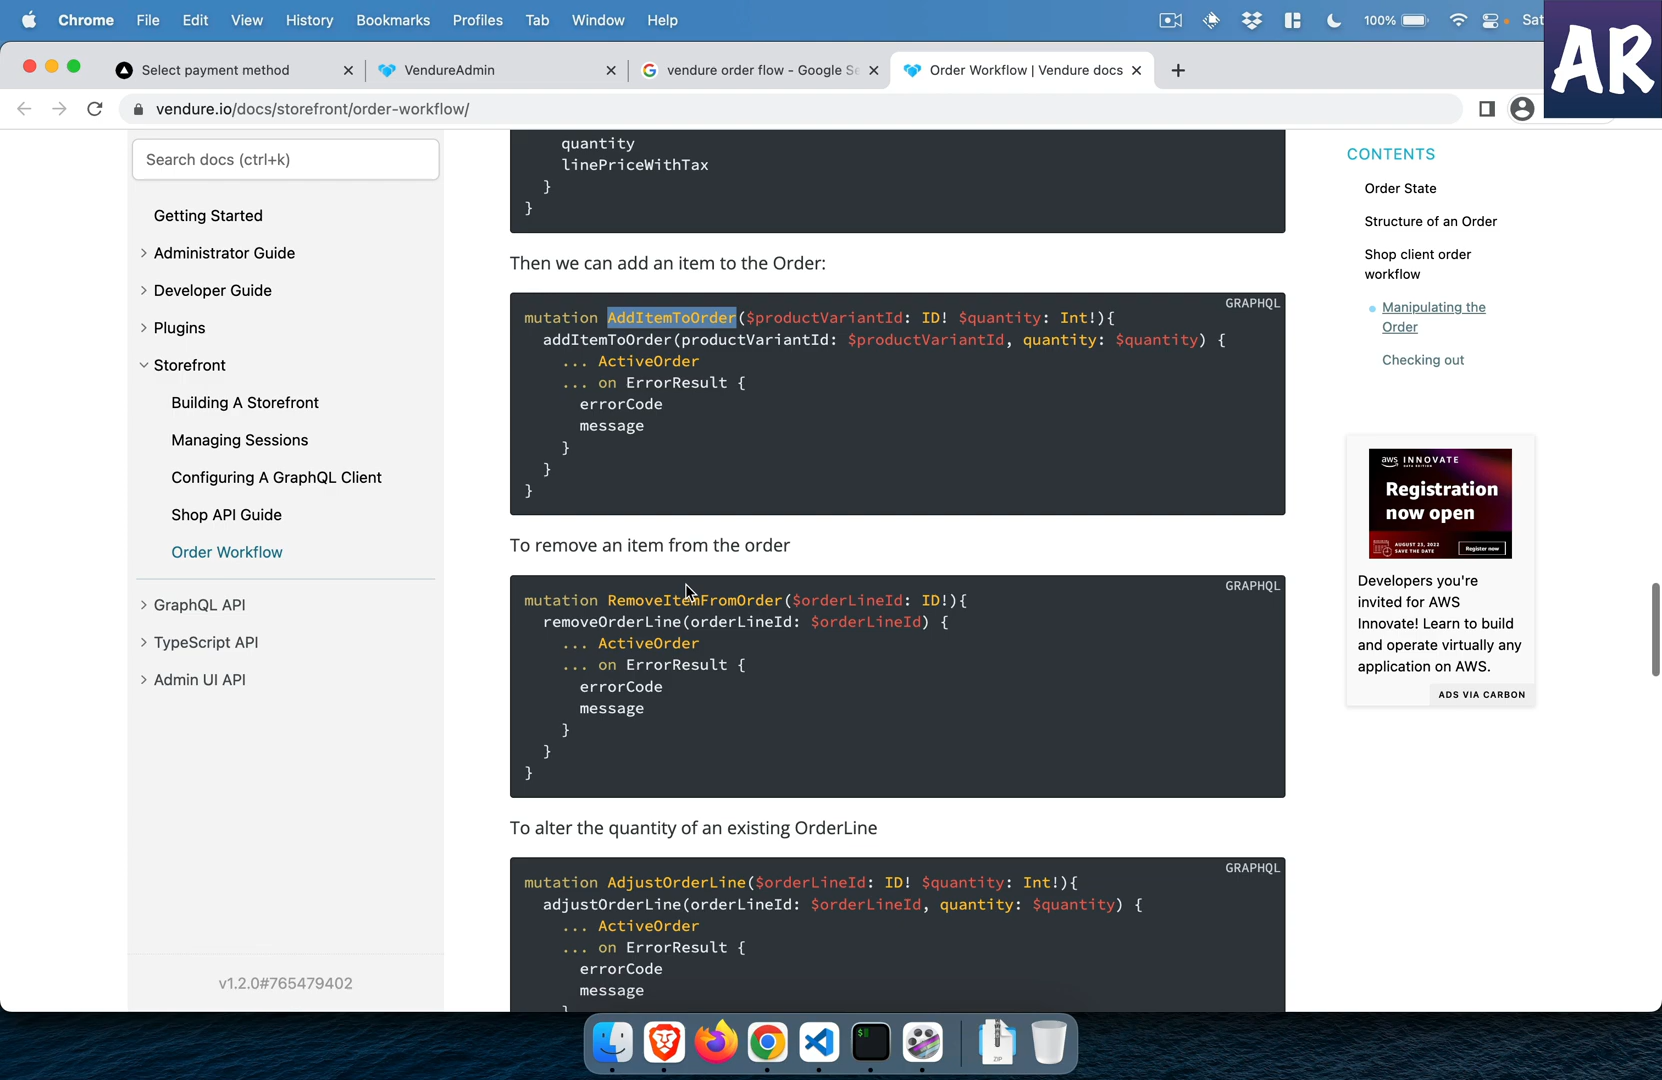 Chrome File Edit View History Bookmarks Profiles Tab Window Help 100% Sat
AR
Select payment method
VendureAdmin
vendure order flow - Google Se
Order Workflow | Vendure docs
vendure.io/docs/storefront/order-workflow/
Search docs (ctrl+k)
Getting Started
Administrator Guide
Developer Guide
Plugins
Storefront
Building A Storefront
Managing Sessions
Configuring A GraphQL Client
Shop API Guide
Order Workflow
GraphQL API
TypeScript API
Admin UI API
v1.2.0#765479402
quantity
linePriceWithTax
}
}
Then we can add an item to the Order:
GRAPHQL
mutation AddItemToOrder($productVariantId: ID! $quantity: Int!){
addItemToOrder(productVariantId: $productVariantId, quantity: $quantity) {
... ActiveOrder
... on ErrorResult {
errorCode
message
}
}
}
To remove an item from the order
GRAPHQL
mutation RemoveItemFromOrder($orderLineId: ID!){
removeOrderLine(orderLineId: $orderLineId) {
... ActiveOrder
... on ErrorResult {
errorCode
message
}
}
}
To alter the quantity of an existing OrderLine
GRAPHQL
mutation AdjustOrderLine($orderLineId: ID! $quantity: Int!){
adjustOrderLine(orderLineId: $orderLineId, quantity: $quantity) {
... ActiveOrder
... on ErrorResult {
errorCode
message
}
CONTENTS
Order State
Structure of an Order
Shop client order
workflow
Manipulating the
Order
Checking out
aws INNOVATE
DATA EDITION
Registration
now open
AUGUST 23, 2022
SAVE THE DATE
Register now
Developers you're
invited for AWS
Innovate! Learn to build
and operate virtually any
application on AWS.
ADS VIA CARBON
$
ZIP